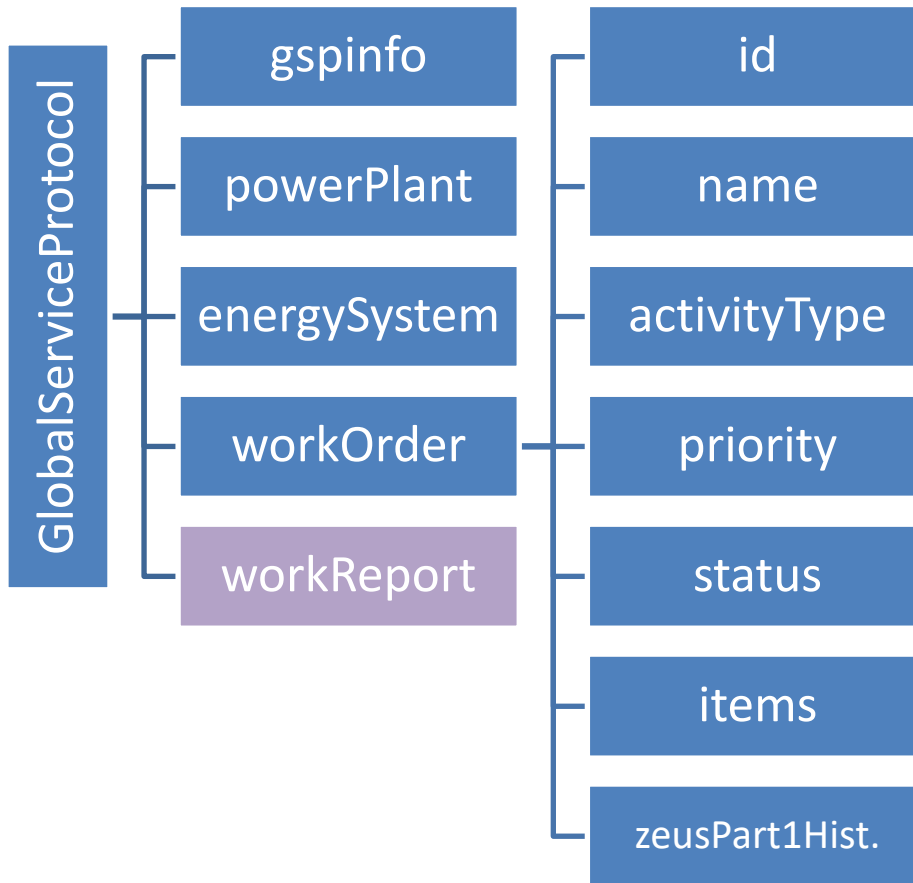 GlobalServiceProtocol
gspinfo
powerPlant
energySystem
workOrder
workReport
id
name
activityType
priority
status
items
zeusPart1Hist.